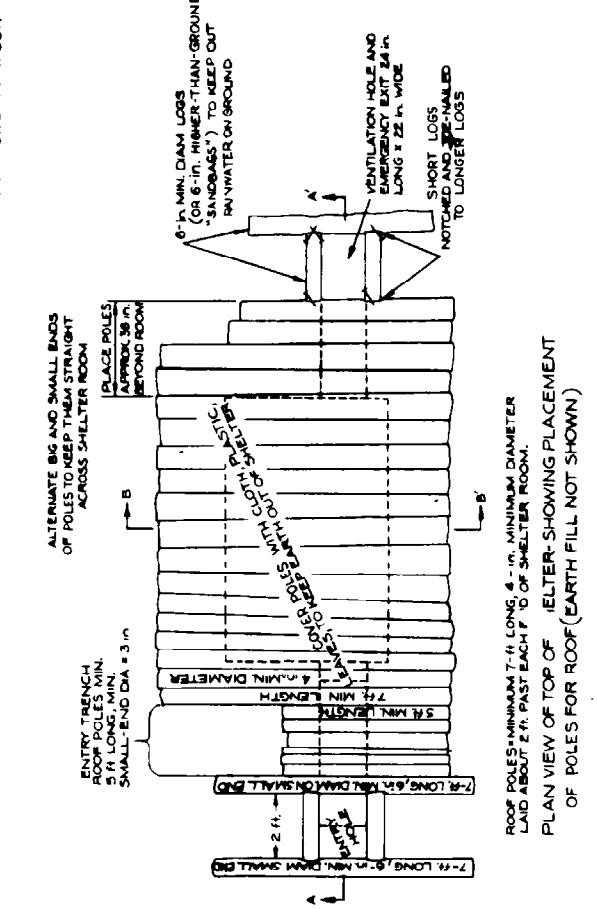 6-in MIN. DIAM LOGS
(OR 6-in. HIGHER-THAN-GROUND
"SANDBAGS") TO KEEP OUT
RAINWATER ON GROUND
VENTILATION HOLE AND
EMERGENCY EXIT 24 in.
LONG x 22 in. WIDE
SHORT LOGS
NOTCHED AND TOE-NAILED
TO LONGER LOGS
A'
ALTERNATE BIG AND SMALL ENDS
OF POLES TO KEEP THEM STRAIGHT
ACROSS SHELTER ROOM
PLACE POLES
APPROX. 38 in.
BEYOND ROOM
B
B'
COVER POLES WITH CLOTH, PLASTIC,
LEAVES, TO KEEP EARTH OUT OF SHELTER
4 in. MIN. DIAMETER
7 ft MIN. LENGTH
5 ft MIN. LENGTH
ENTRY TRENCH
ROOF POLES MIN.
5 ft LONG, MIN.
SMALL-END DIA = 3 in
7-ft. LONG, 6 in MIN. DIAM ON SMALL END
2 ft.
ENTRY
HOLE
7-ft. LONG, 6-in. MIN. DIAM SMALL END
A
ROOF POLES = MINIMUM 7-ft LONG, 4-in. MINIMUM DIAMETER
LAID ABOUT 2 ft. PAST EACH OF SHELTER ROOM.
PLAN VIEW OF TOP OF IELTER-SHOWING PLACEMENT
OF POLES FOR ROOF (EARTH FILL NOT SHOWN)